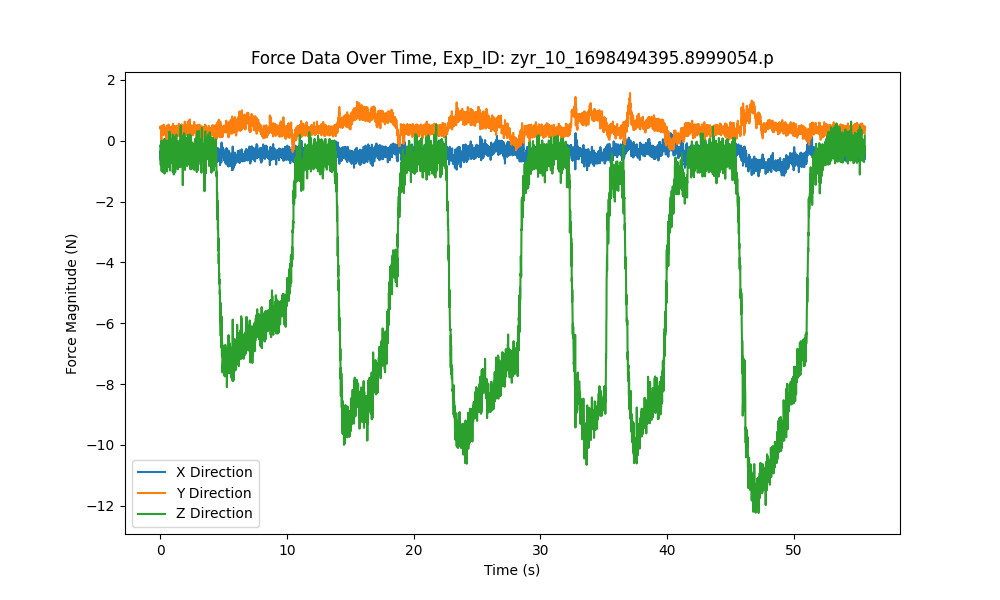 Force Data Over Time, Exp_ID: zyr_10_1698494395.8999054.p
2
0
−2
−4
−6
−8
−10
−12
Force Magnitude (N)
X Direction
Y Direction
Z Direction
0 10 20 30 40 50
Time (s)